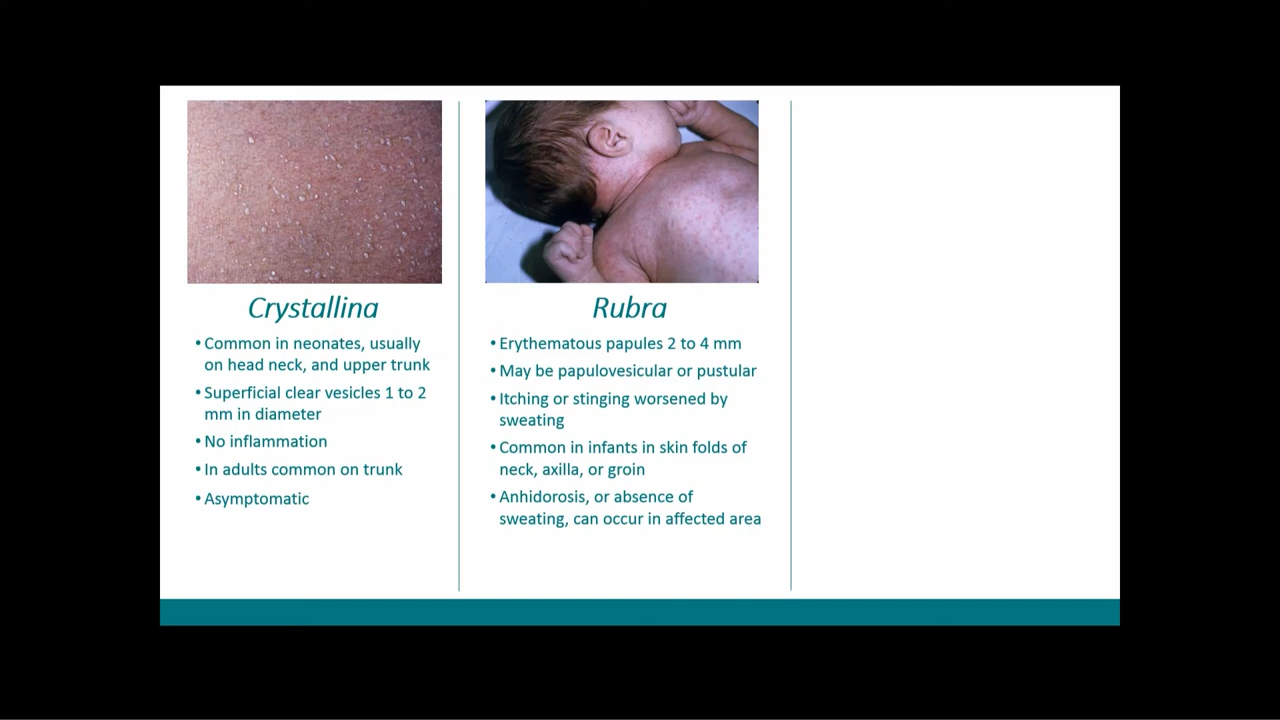 Crystallina
• Common in neonates, usually
on head neck, and upper trunk
• Superficial clear vesicles 1 to 2
mm in diameter
• No inflammation
• In adults common on trunk
• Asymptomatic
Rubra
• Erythematous papules 2 to 4 mm
• May be papulovesicular or pustular
• Itching or stinging worsened by
sweating
• Common in infants in skin folds of
neck, axilla, or groin
• Anhidorosis, or absence of
sweating, can occur in affected area